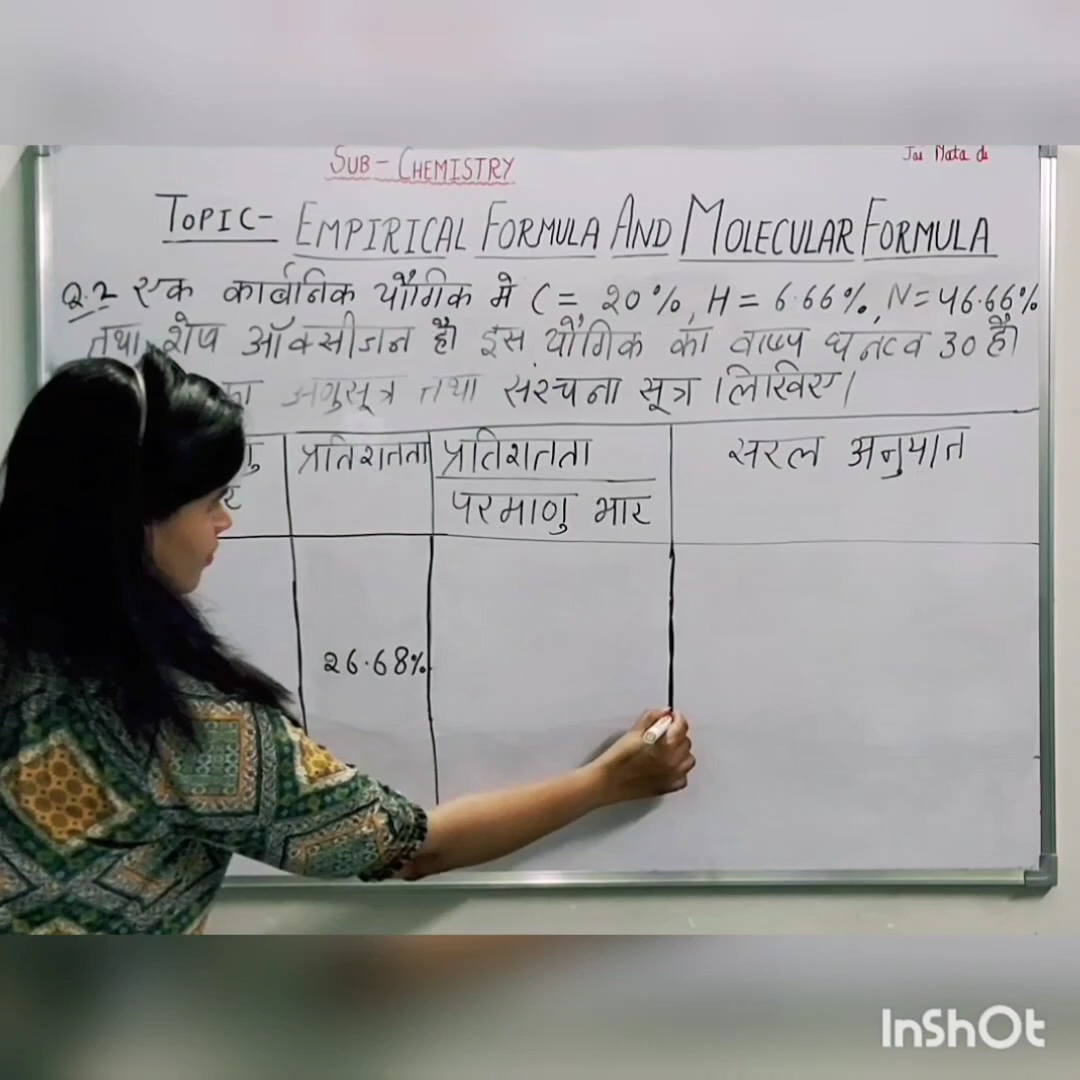 SUB - CHEMISTRY
Jai Mata di
TOPIC - EMPIRICAL FORMULA AND MOLECULAR FORMULA
Q.2 एक कार्बनिक यौगिक मे C = 20%, H = 6.66%, N = 46.66%
तथा शेष ऑक्सीजन है। इस यौगिक का वाष्प घनत्व 30 है।
का अणुसूत्र तथा संरचना सूत्र लिखिए।
प्रतिशतता प्रतिशतता सरल अनुपात
परमाणु भार
26.68%
InShOt